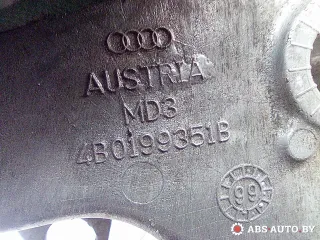 AUSTRIA
MD3
4B0199351B
99
ABS AUTO BY